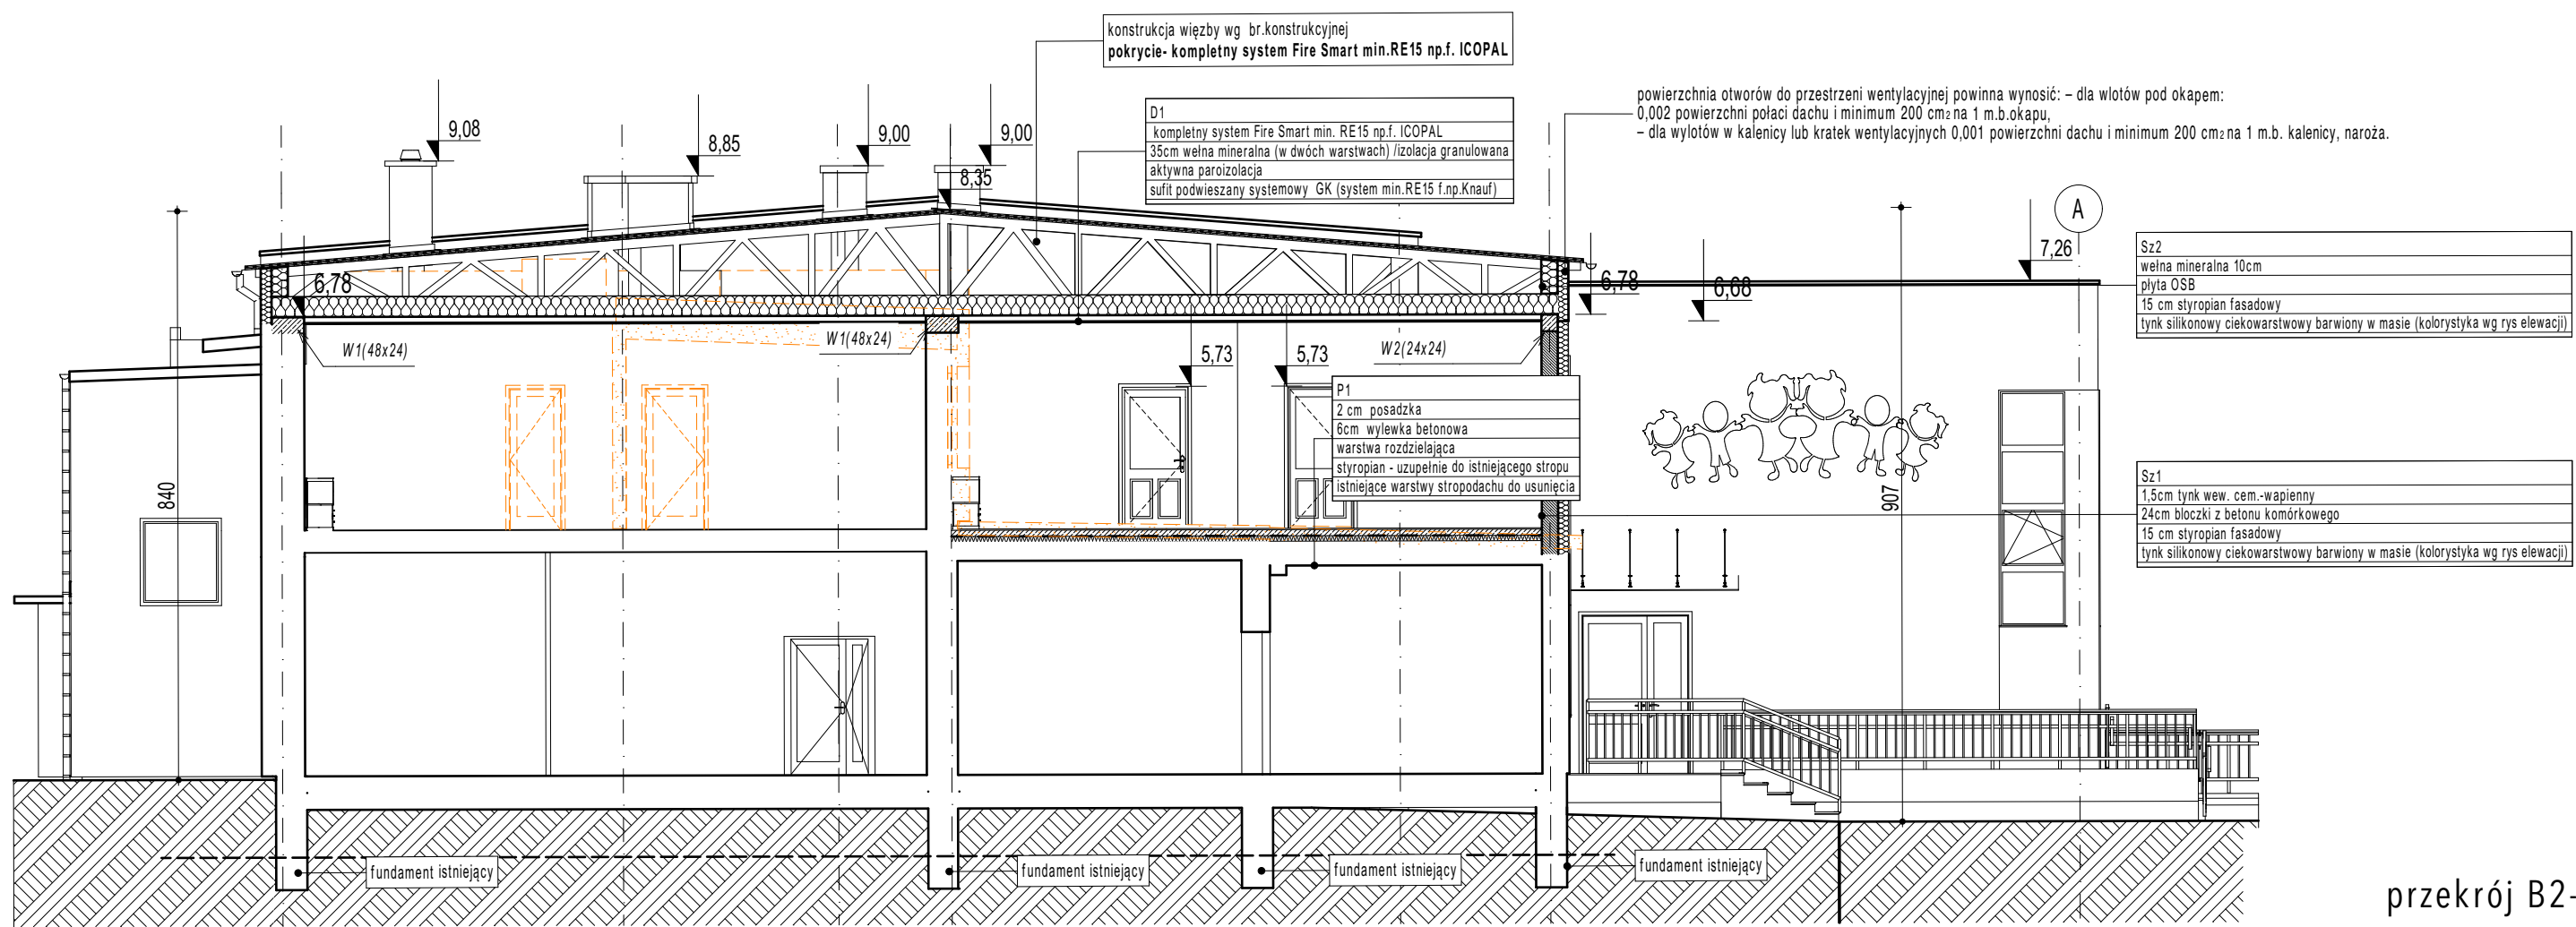 konstrukcja więzby wg br.konstrukcyjnej
pokrycie- kompletny system Fire Smart min.RE15 np.f. ICOPAL
powierzchnia otworów do przestrzeni wentylacyjnej powinna wynosić: – dla wlotów pod okapem:
0,002 powierzchni połaci dachu i minimum 200 cm2 na 1 m.b.okapu,
– dla wylotów w kalenicy lub kratek wentylacyjnych 0,001 powierzchni dachu i minimum 200 cm2 na 1 m.b. kalenicy, naroża.
D1
kompletny system Fire Smart min. RE15 np.f. ICOPAL
35cm wełna mineralna (w dwóch warstwach) /izolacja granulowana
aktywna paroizolacja
sufit podwieszany systemowy GK (system min.RE15 f.np.Knauf)
9,08
8,85
9,00
9,00
8,35
A
7,26
6,78
6,78
6,68
Sz2
wełna mineralna 10cm
płyta OSB
15 cm styropian fasadowy
tynk silikonowy ciekowarstwowy barwiony w masie (kolorystyka wg rys elewacji)
W1(48x24)
W1(48x24)
W2(24x24)
5,73
5,73
P1
2 cm posadzka
6cm wylewka betonowa
warstwa rozdzielająca
styropian - uzupełnie do istniejącego stropu
istniejące warstwy stropodachu do usunięcia
840
907
Sz1
1,5cm tynk wew. cem.-wapienny
24cm bloczki z betonu komórkowego
15 cm styropian fasadowy
tynk silikonowy ciekowarstwowy barwiony w masie (kolorystyka wg rys elewacji)
fundament istniejący
fundament istniejący
fundament istniejący
fundament istniejący
przekrój B2-